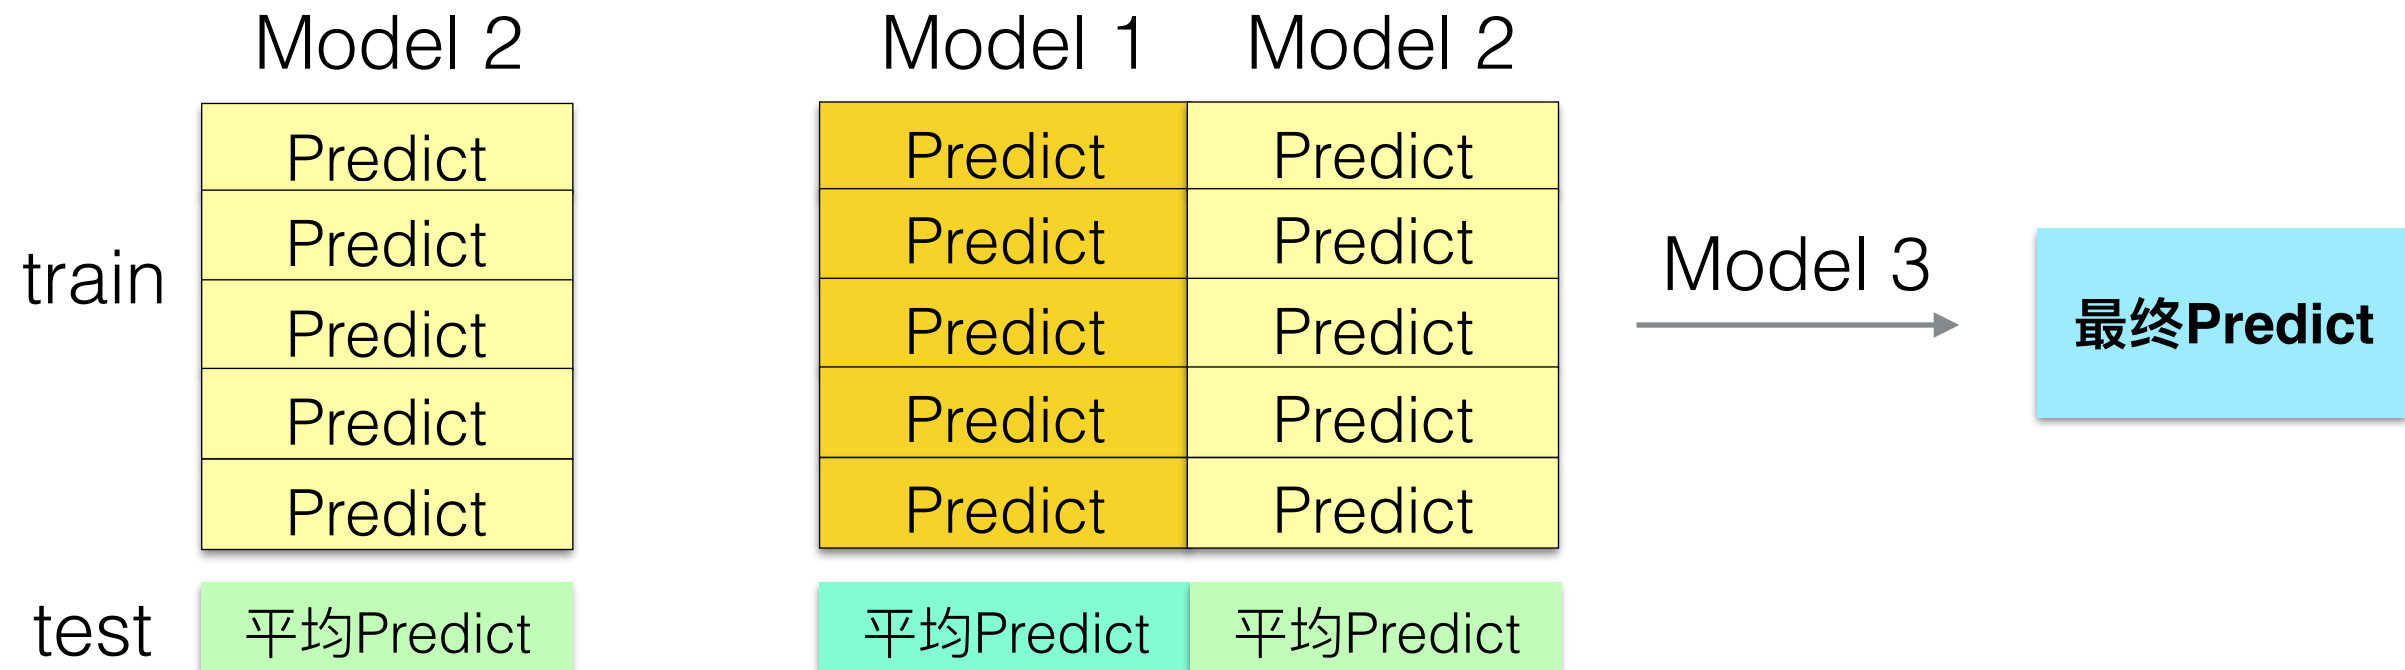 Model 2
Model 1 Model 2
Predict
Predict
Predict
Predict
Predict
train
Predict Predict
Predict Predict
Predict Predict
Predict Predict
Predict Predict
Model 3
最终Predict
test
平均Predict
平均Predict 平均Predict